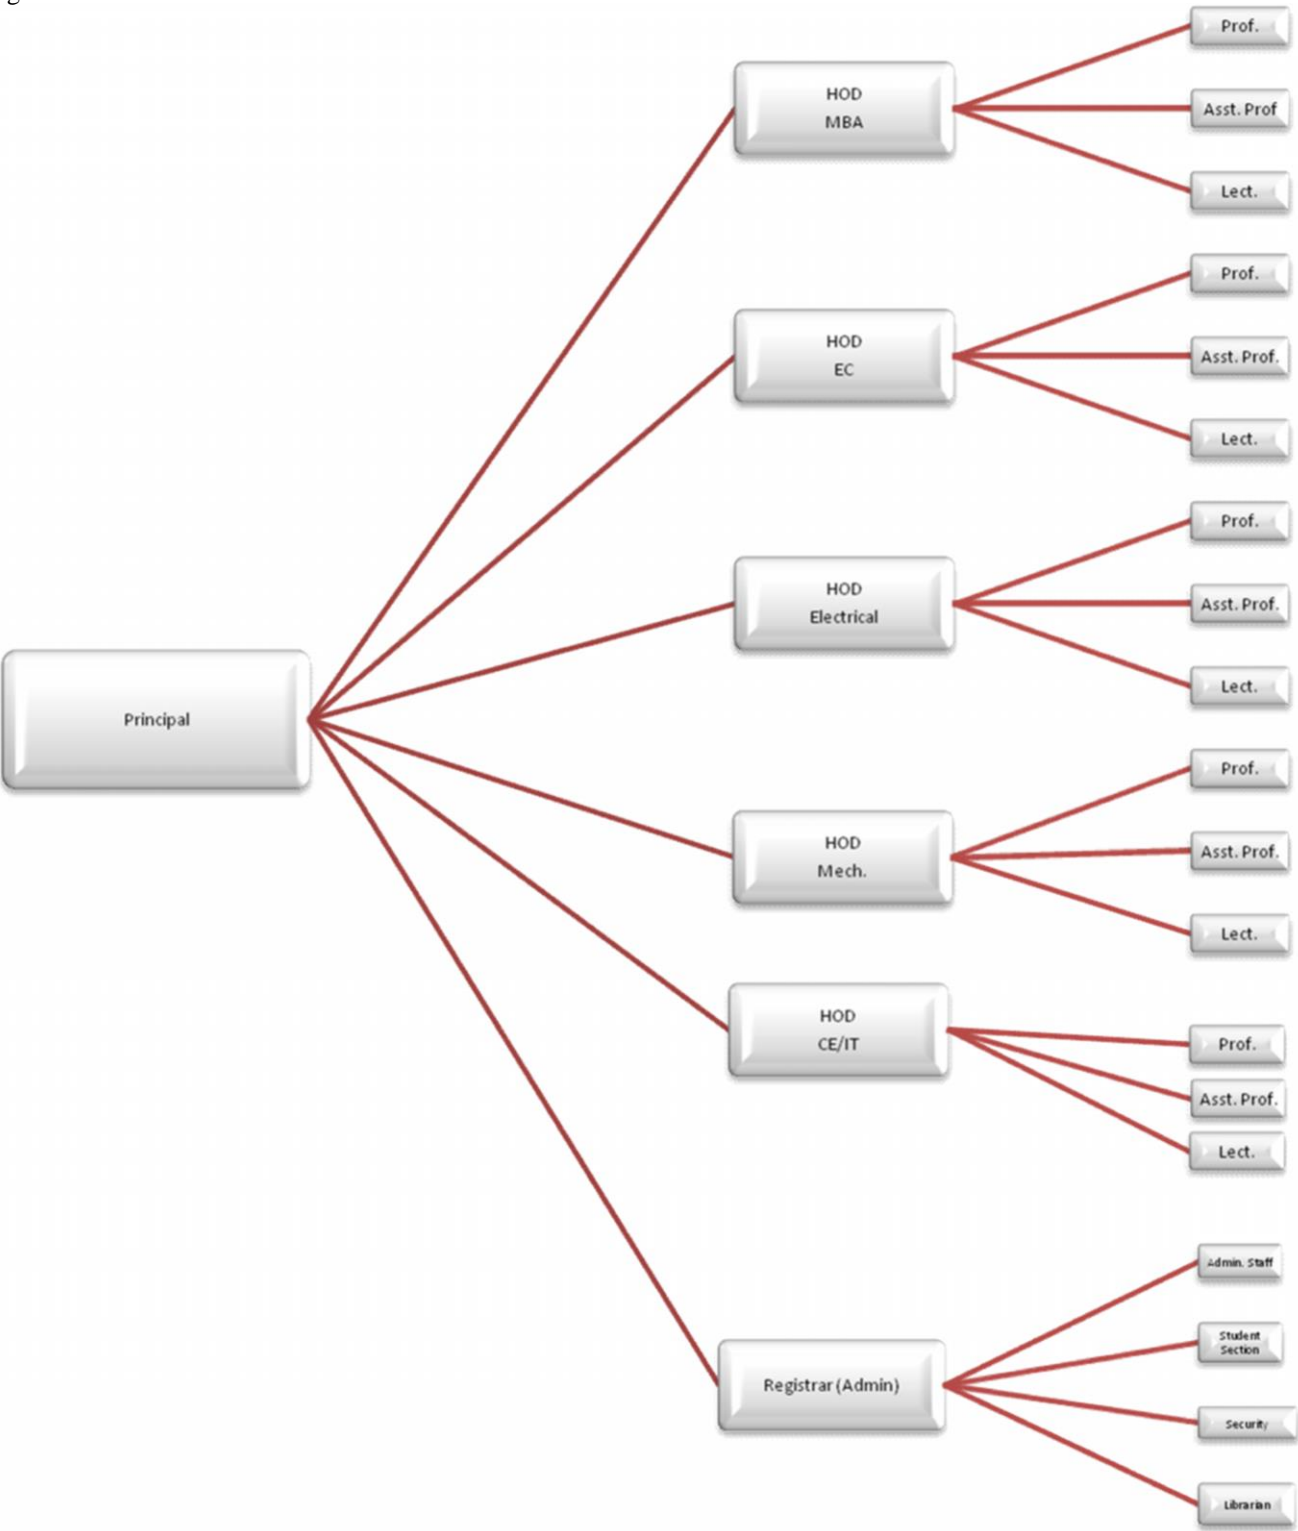 Principal
HOD
MBA
Prof.
Asst. Prof
Lect.
HOD
EC
Prof.
Asst. Prof.
Lect.
HOD
Electrical
Prof.
Asst. Prof.
Lect.
HOD
Mech.
Prof.
Asst. Prof.
Lect.
HOD
CE/IT
Prof.
Asst. Prof.
Lect.
Registrar (Admin)
Admin. Staff
Student
Section
Security
Librarian